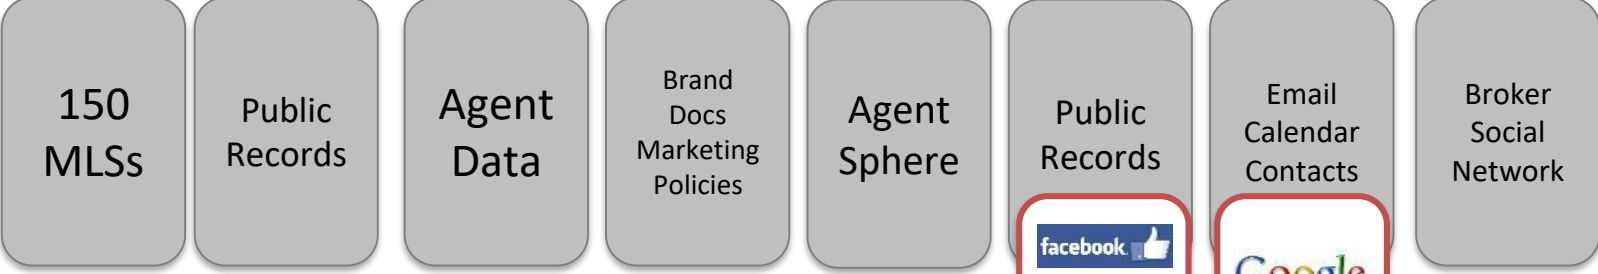 150
MLSs
Public
Records
Agent
Data
Brand
Docs
Marketing
Policies
Agent
Sphere
Public
Records
facebook
Email
Calendar
Contacts
Google
Broker
Social
Network